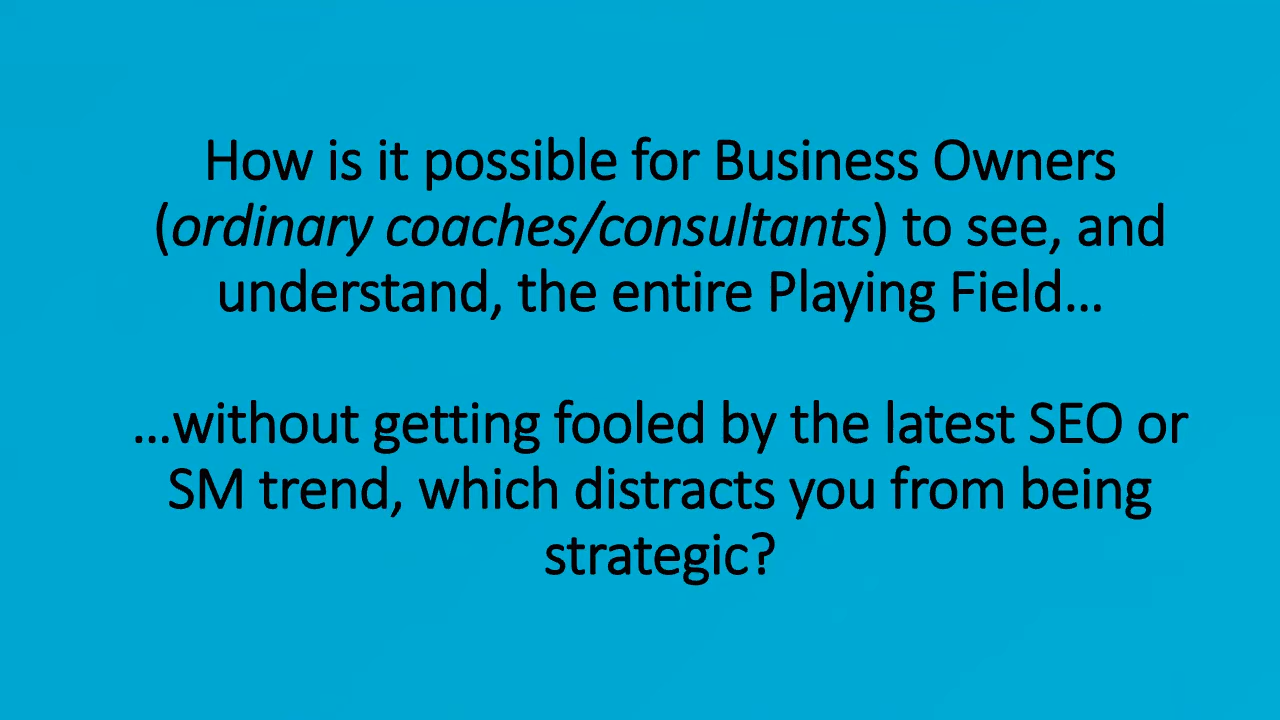 How is it possible for Business Owners
(ordinary coaches/consultants) to see, and
understand, the entire Playing Field...
...without getting fooled by the latest SEO or
SM trend, which distracts you from being
strategic?